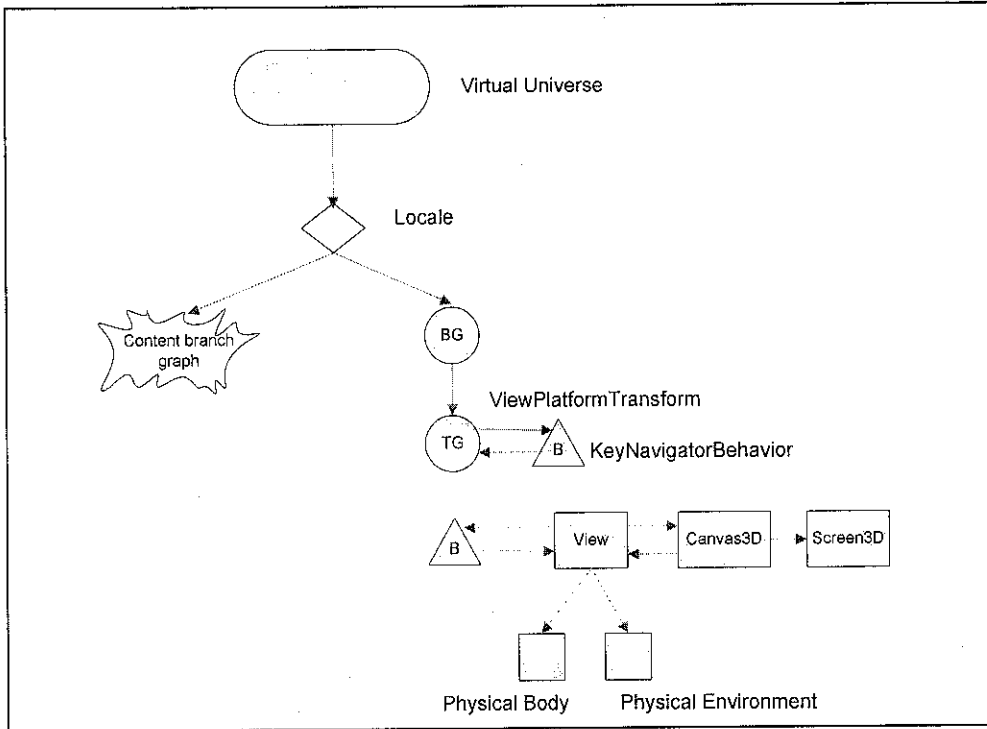 Virtual Universe
Locale
Content branch
graph
BG
ViewPlatformTransform
TG
B
KeyNavigatorBehavior
B
View
Canvas3D
Screen3D
Physical Body
Physical Environment